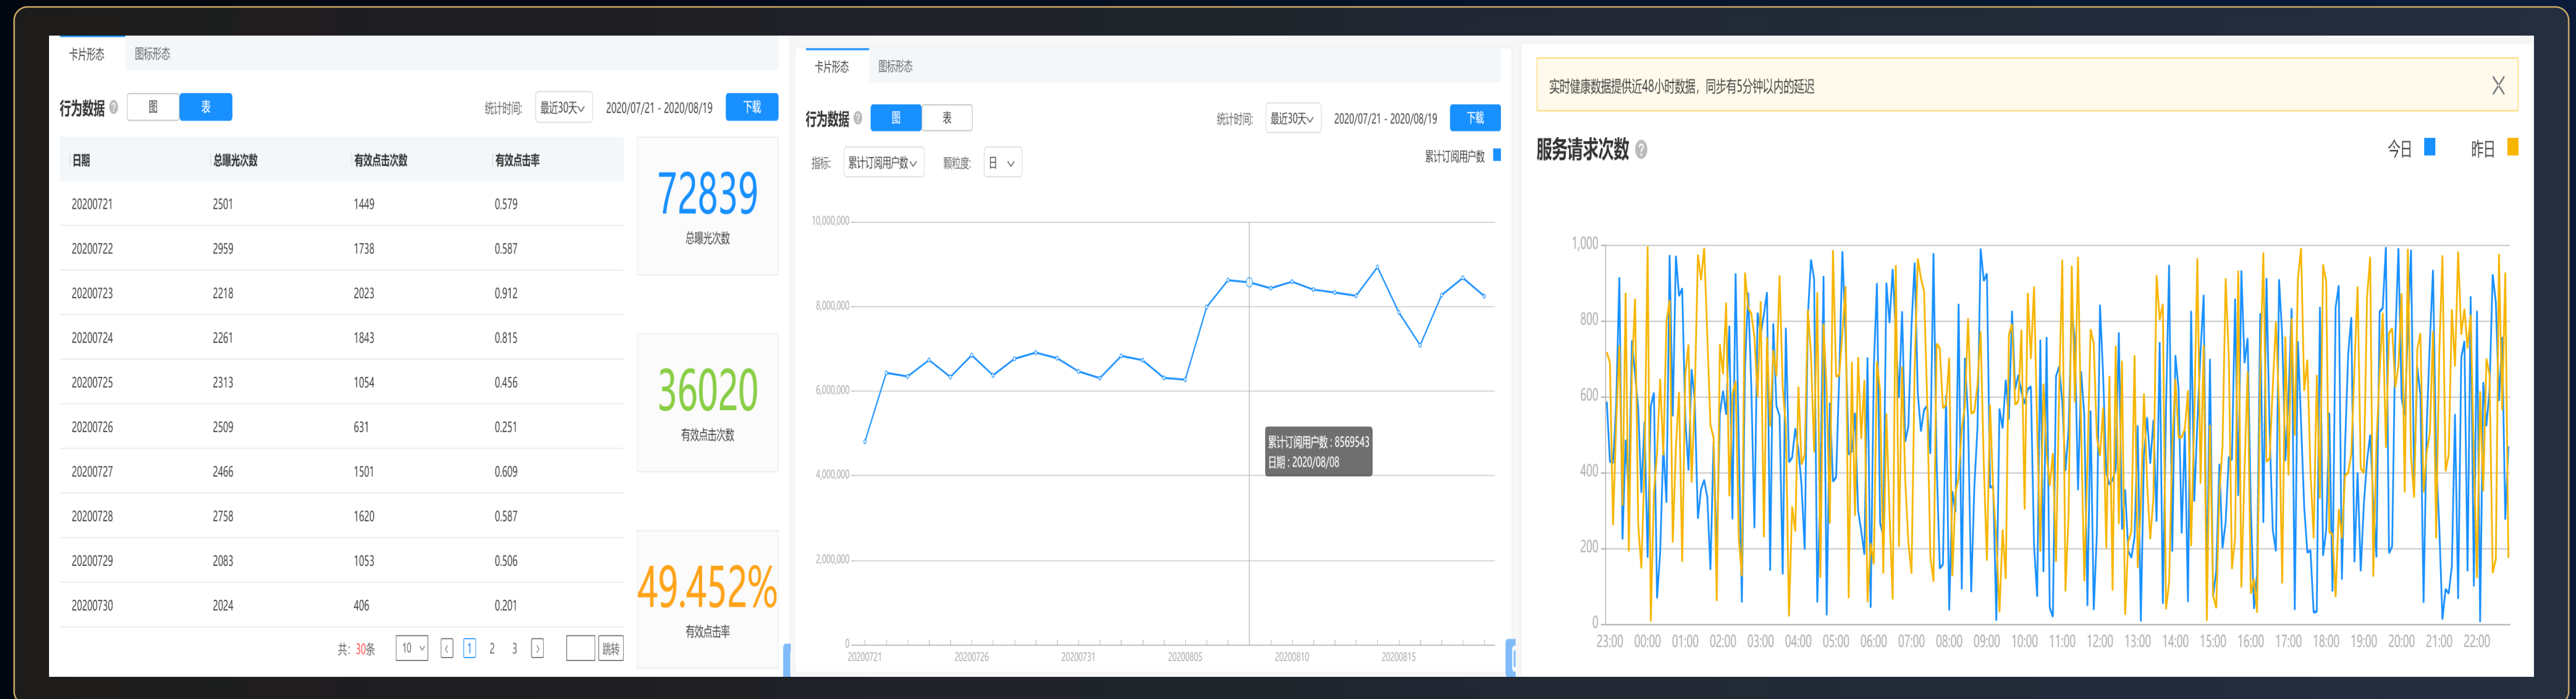 卡片形态 图标形态
行为数据 ? 图 表 统计时间: 最近30天 2020/07/21 - 2020/08/19 下载
日期 总曝光次数 有效点击次数 有效点击率
20200721 2501 1449 0.579
20200722 2959 1738 0.587
20200723 2218 2023 0.912
20200724 2261 1843 0.815
20200725 2313 1054 0.456
20200726 2509 631 0.251
20200727 2466 1501 0.609
20200728 2758 1620 0.587
20200729 2083 1053 0.506
20200730 2024 406 0.201
共: 30条 10 < 1 2 3 > 跳转
72839
总曝光次数
36020
有效点击次数
49.452%
有效点击率
卡片形态 图标形态
行为数据 ? 图 表 统计时间: 最近30天 2020/07/21 - 2020/08/19 下载
指标: 累计订阅用户数 颗粒度: 日 累计订阅用户数
10,000,000
8,000,000
6,000,000
4,000,000
2,000,000
0
累计订阅用户数 : 8569543
日期 : 2020/08/08
20200721 20200726 20200731 20200805 20200810 20200815
实时健康数据提供近48小时数据，同步有5分钟以内的延迟 X
服务请求次数 ? 今日 昨日
1,000
800
600
400
200
0
23:00 00:00 01:00 02:00 03:00 04:00 05:00 06:00 07:00 08:00 09:00 10:00 11:00 12:00 13:00 14:00 15:00 16:00 17:00 18:00 19:00 20:00 21:00 22:00